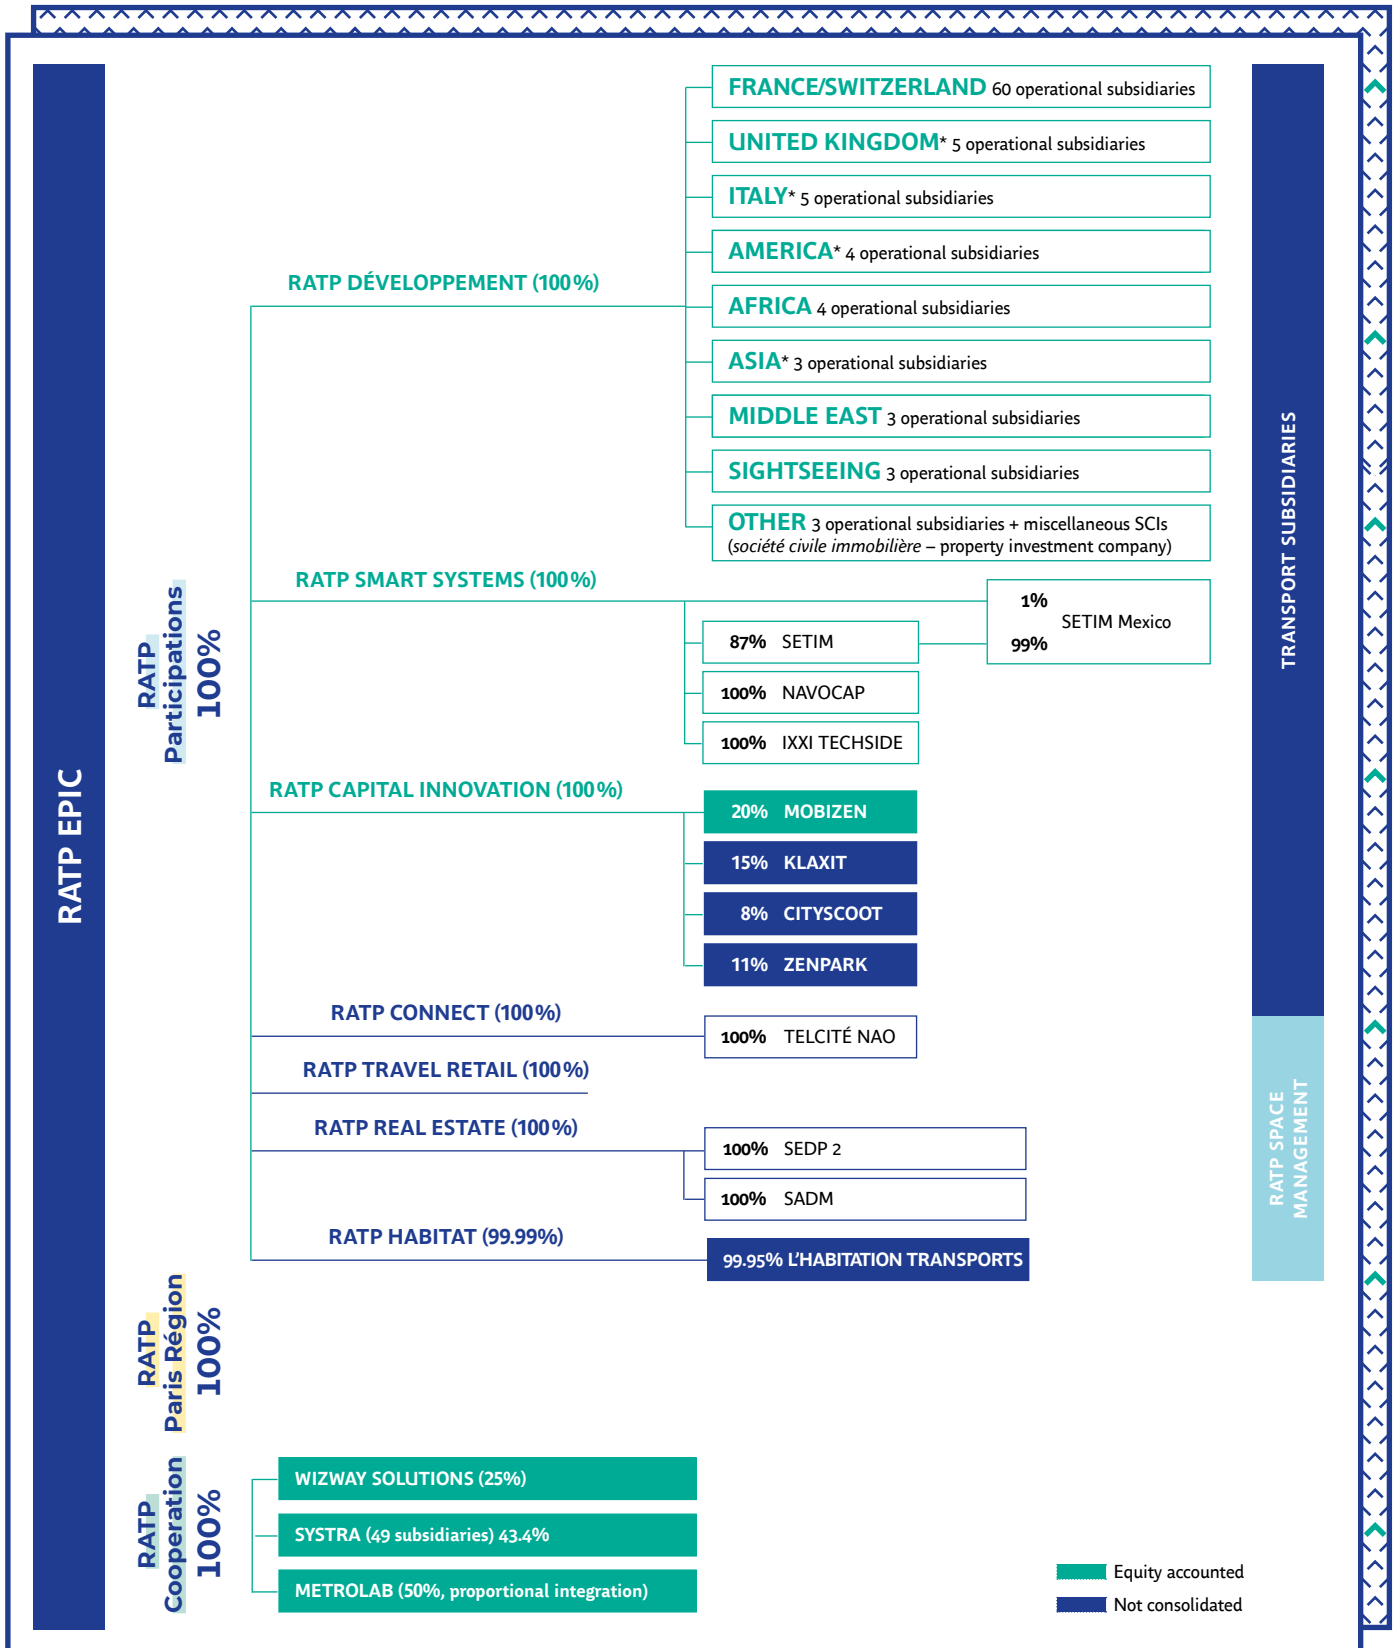 RATP EPIC
RATP
Participations
100%
RATP DÉVELOPPEMENT (100%)
FRANCE/SWITZERLAND 60 operational subsidiaries
UNITED KINGDOM* 5 operational subsidiaries
ITALY* 5 operational subsidiaries
AMERICA* 4 operational subsidiaries
AFRICA 4 operational subsidiaries
ASIA* 3 operational subsidiaries
MIDDLE EAST 3 operational subsidiaries
SIGHTSEEING 3 operational subsidiaries
OTHER 3 operational subsidiaries + miscellaneous SCIs
(société civile immobilière – property investment company)
RATP SMART SYSTEMS (100%)
1%
SETIM Mexico
99%
87% SETIM
100% NAVOCAP
100% IXXI TECHSIDE
RATP CAPITAL INNOVATION (100%)
20% MOBIZEN
15% KLAXIT
8% CITYSCOOT
11% ZENPARK
RATP CONNECT (100%)
100% TELCITÉ NAO
RATP TRAVEL RETAIL (100%)
RATP REAL ESTATE (100%)
100% SEDP 2
100% SADM
RATP HABITAT (99.99%)
99.95% L'HABITATION TRANSPORTS
TRANSPORT SUBSIDIARIES
RATP SPACE
MANAGEMENT
RATP
Paris Région
100%
RATP
Cooperation
100%
WIZWAY SOLUTIONS (25%)
SYSTRA (49 subsidiaries) 43.4%
METROLAB (50%, proportional integration)
Equity accounted
Not consolidated